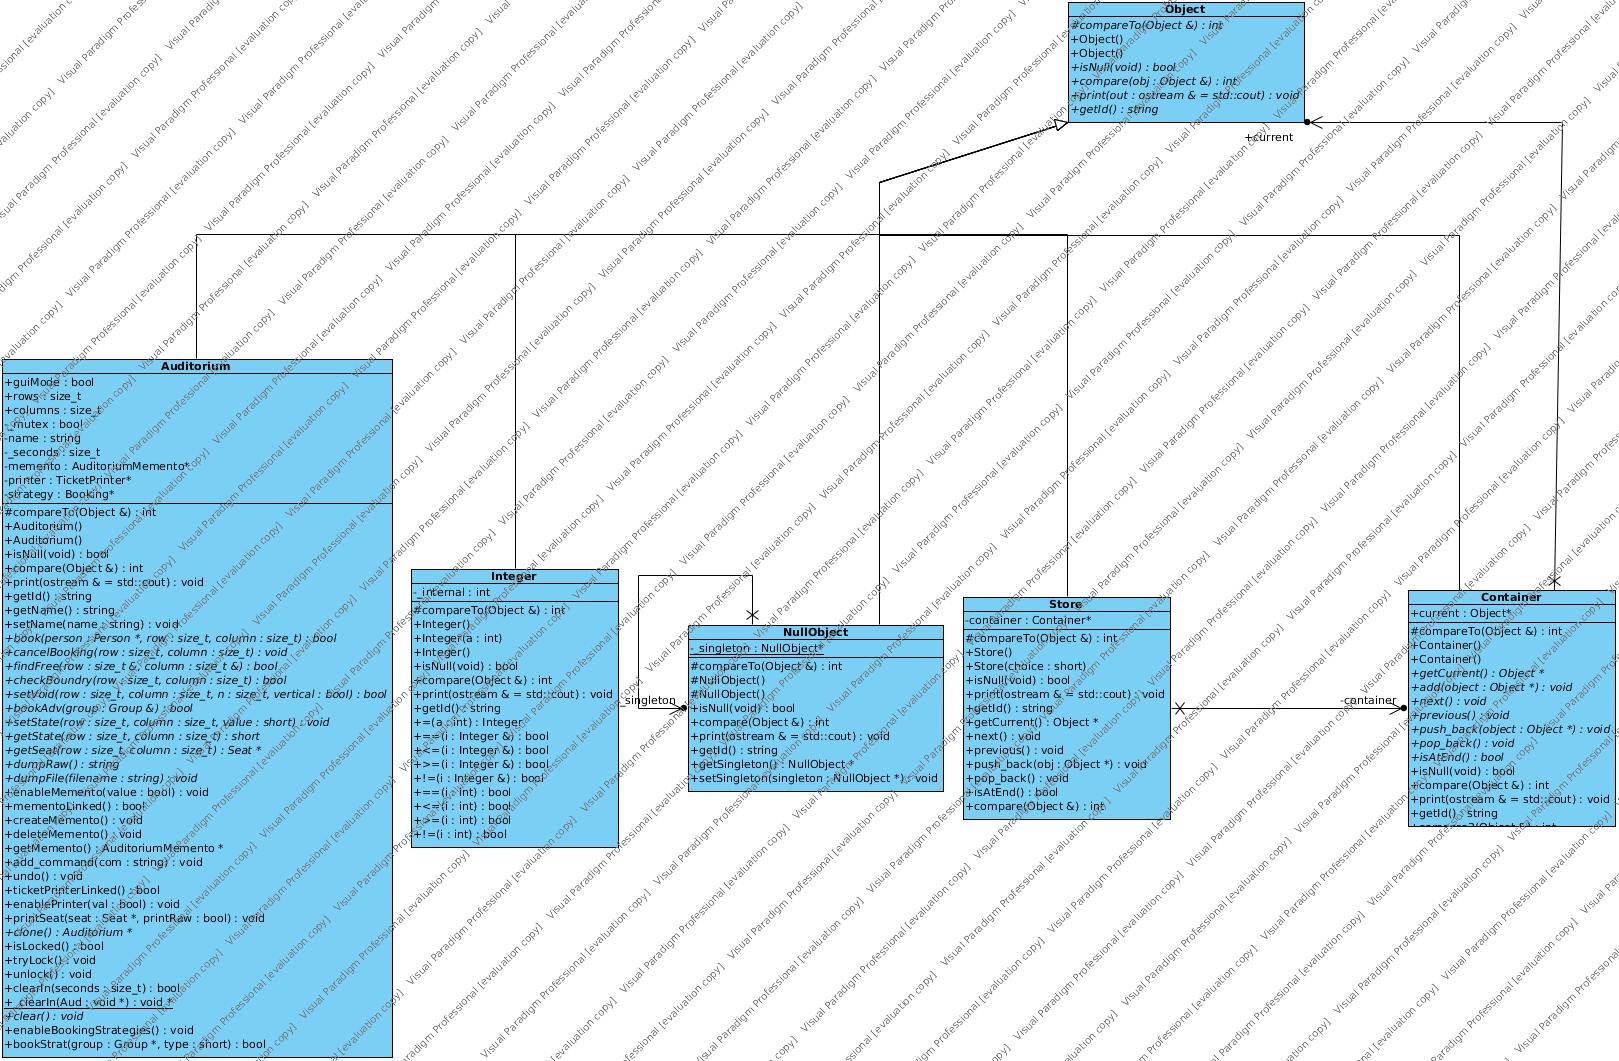 Object
#compareTo(Object &) : int
+Object()
+Object()
+isNull(void) : bool
+compare(obj : Object &) : int
+print(out : ostream & = std::cout) : void
+getId() : string
+current
Auditorium
+guiMode : bool
+rows : size_t
+columns : size_t
-_mutex : bool
-name : string
-_seconds : size_t
-memento : AuditoriumMemento*
-printer : TicketPrinter*
-strategy : Booking*
#compareTo(Object &) : int
+Auditorium()
+Auditorium()
+isNull(void) : bool
+compare(Object &) : int
+print(ostream & = std::cout) : void
+getId() : string
+getName() : string
+setName(name : string) : void
+book(person : Person *, row : size_t, column : size_t) : bool
+cancelBooking(row : size_t, column : size_t) : void
+findFree(row : size_t &, column : size_t &) : bool
+checkBoundry(row : size_t, column : size_t) : bool
+setVoid(row : size_t, column : size_t, n : size_t, vertical : bool) : bool
+bookAdv(group : Group &) : bool
+setState(row : size_t, column : size_t, value : short) : void
+getState(row : size_t, column : size_t) : short
+getSeat(row : size_t, column : size_t) : Seat *
+dumpRaw() : string
+dumpFile(filename : string) : void
+enableMemento(value : bool) : void
+mementoLinked() : bool
+createMemento() : void
+deleteMemento() : void
+getMemento() : AuditoriumMemento *
+add_command(com : string) : void
+undo() : void
+ticketPrinterLinked() : bool
+enablePrinter(val : bool) : void
+printSeat(seat : Seat *, printRaw : bool) : void
+clone() : Auditorium *
+isLocked() : bool
+tryLock() : void
+unlock() : void
+clearIn(seconds : size_t) : bool
+_clearIn(Aud : void *) : void *
+clear() : void
+enableBookingStrategies() : void
+bookStrat(group : Group *, type : short) : bool
Integer
-_internal : int
#compareTo(Object &) : int
+Integer()
+Integer(a : int)
+Integer()
+isNull(void) : bool
+compare(Object &) : int
+print(ostream & = std::cout) : void
+getId() : string
+=(a : int) : Integer
+==(i : Integer &) : bool
+<=(i : Integer &) : bool
+>=(i : Integer &) : bool
+!=(i : Integer &) : bool
+==(i : int) : bool
+<=(i : int) : bool
+>=(i : int) : bool
+!=(i : int) : bool
_singleton
NullObject
-_singleton : NullObject*
#compareTo(Object &) : int
#NullObject()
#NullObject()
+isNull(void) : bool
+compare(Object &) : int
+print(ostream & = std::cout) : void
+getId() : string
+getSingleton() : NullObject *
+setSingleton(singleton : NullObject *) : void
Store
-container : Container*
#compareTo(Object &) : int
+Store()
+Store(choice : short)
+isNull(void) : bool
+print(ostream & = std::cout) : void
+getId() : string
+getCurrent() : Object *
+next() : void
+previous() : void
+push_back(obj : Object *) : void
+pop_back() : void
+isAtEnd() : bool
+compare(Object &) : int
-container
Container
+current : Object*
#compareTo(Object &) : int
+Container()
+Container()
+getCurrent() : Object *
+add(object : Object *) : void
+next() : void
+previous() : void
+push_back(object : Object *) : void
+pop_back() : void
+isAtEnd() : bool
+isNull(void) : bool
+compare(Object &) : int
+print(ostream & = std::cout) : void
+getId() : string
Visual Paradigm Professional [evaluation copy]